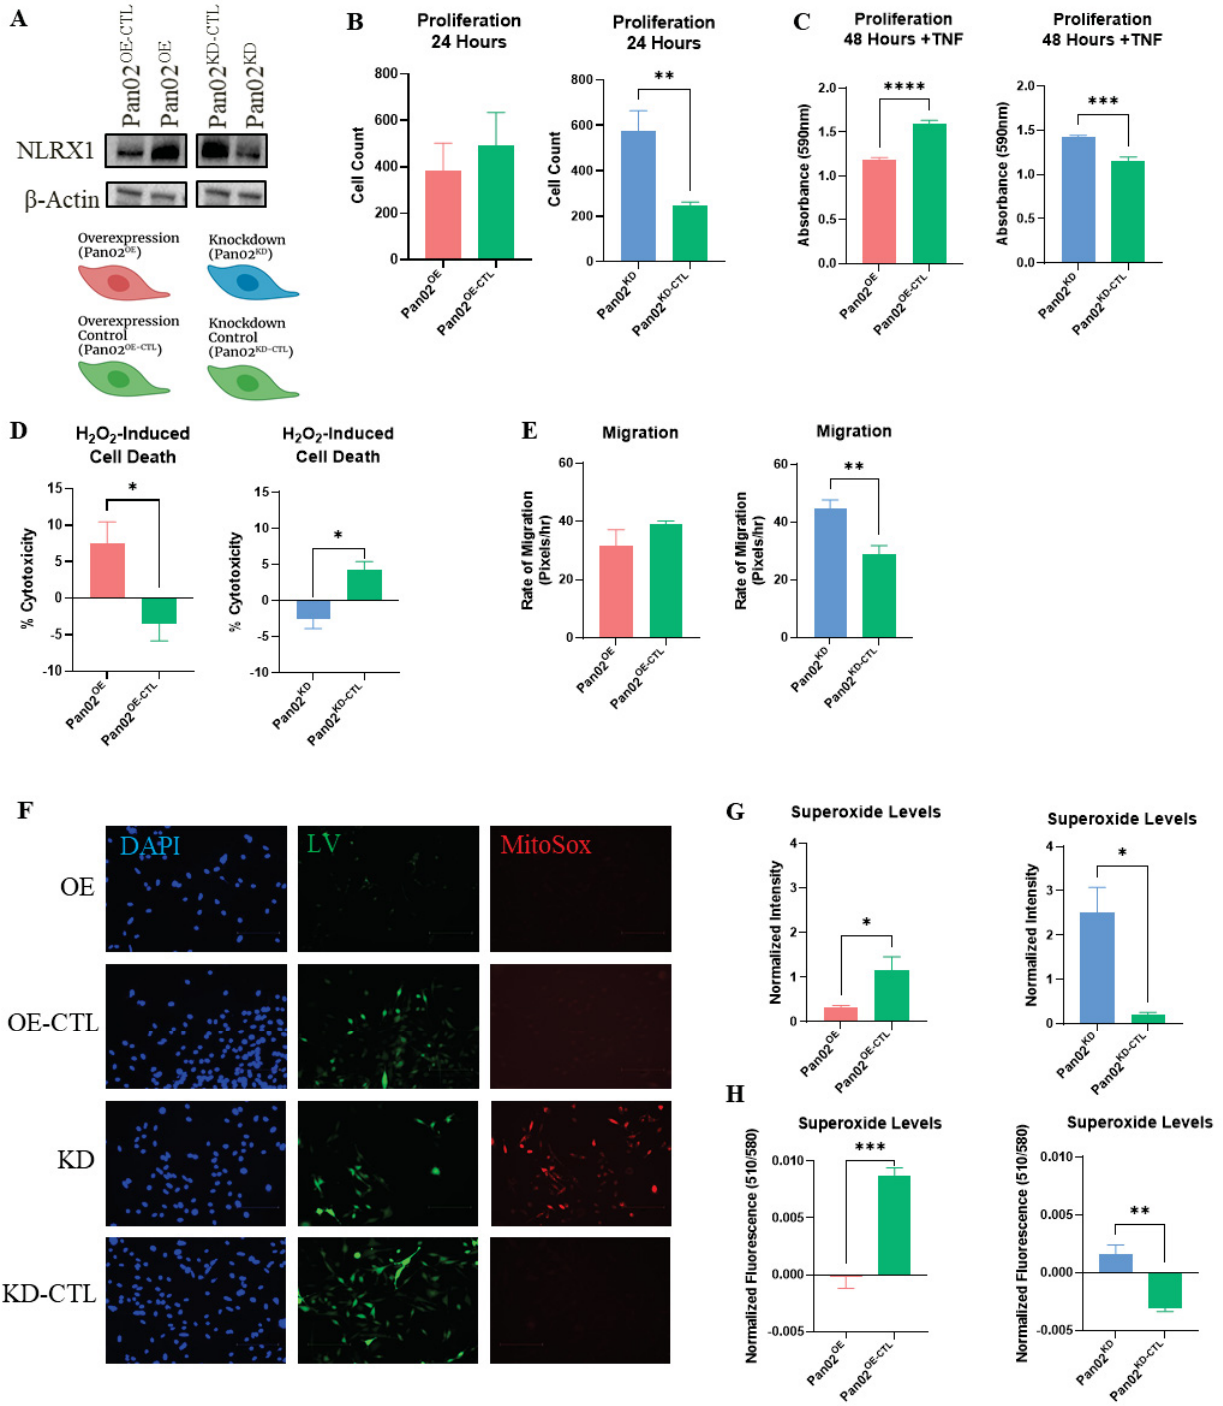 A
Pan02OE-CTL
Pan02OE
Pan02KD-CTL
Pan02KD
NLRX1
β-Actin
Overexpression
(Pan02OE)
Knockdown
(Pan02KD)
Overexpression
Control
(Pan02OE-CTL)
Knockdown
Control
(Pan02KD-CTL)
B
Proliferation
24 Hours
Cell Count
800
600
400
200
0
Pan02OE
Pan02OE-CTL
Proliferation
24 Hours
Cell Count
800
600
400
200
0
**
Pan02KD
Pan02KD-CTL
C
Proliferation
48 Hours +TNF
Absorbance (590nm)
2.0
1.5
1.0
0.5
0.0
****
Pan02OE
Pan02OE-CTL
Proliferation
48 Hours +TNF
Absorbance (590nm)
2.0
1.5
1.0
0.5
0.0
***
Pan02KD
Pan02KD-CTL
D
H2O2-Induced
Cell Death
% Cytotoxicity
15
10
5
0
-5
-10
*
Pan02OE
Pan02OE-CTL
H2O2-Induced
Cell Death
% Cytotoxicity
15
10
5
0
-5
-10
*
Pan02KD
Pan02KD-CTL
E
Migration
Rate of Migration
(Pixels/hr)
60
40
20
0
Pan02OE
Pan02OE-CTL
Migration
Rate of Migration
(Pixels/hr)
60
40
20
0
**
Pan02KD
Pan02KD-CTL
F
DAPI
LV
MitoSox
OE
OE-CTL
KD
KD-CTL
G
Superoxide Levels
Normalized Intensity
4
3
2
1
0
*
Pan02OE
Pan02OE-CTL
Superoxide Levels
Normalized Intensity
4
3
2
1
0
*
Pan02KD
Pan02KD-CTL
H
Superoxide Levels
Normalized Fluorescence (510/580)
0.010
0.005
0.000
-0.005
***
Pan02OE
Pan02OE-CTL
Superoxide Levels
Normalized Fluorescence (510/580)
0.010
0.005
0.000
-0.005
**
Pan02KD
Pan02KD-CTL